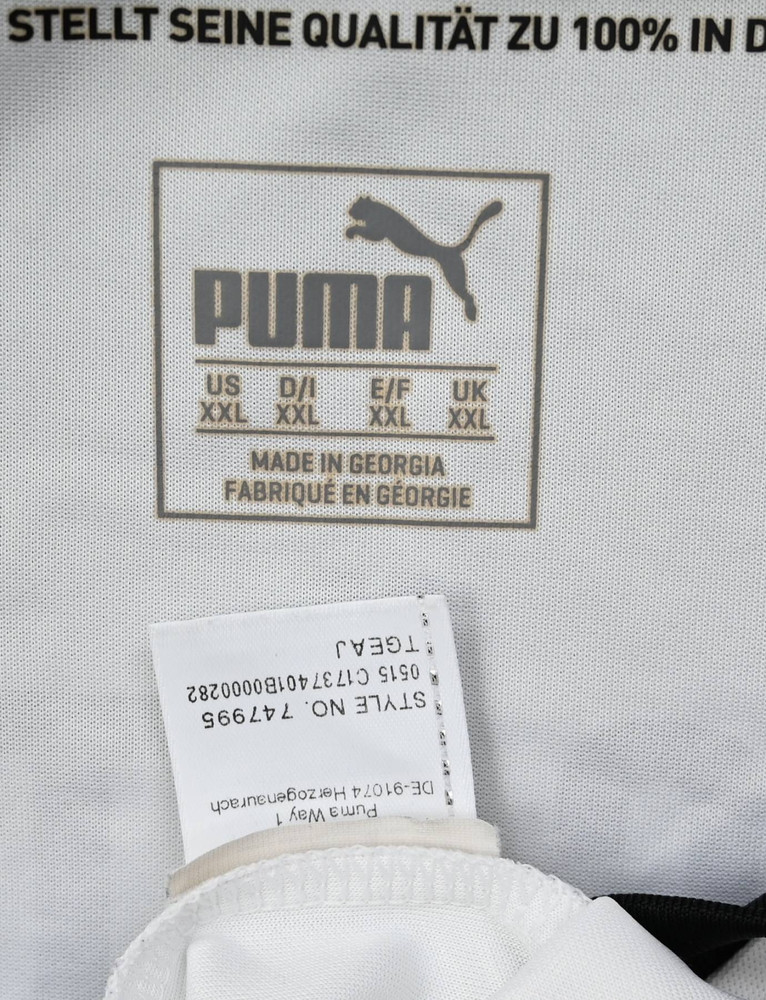 STELLT SEINE QUALITÄT ZU 100% IN D
PUMA
US D/I E/F UK
XXL XXL XXL XXL
MADE IN GEORGIA
FABRIQUÉ EN GÉORGIE
Puma Way 1
DE-91074 Herzogenaurach
STYLE NO. 747995
0515 C1737401B0000282
TGEAJ